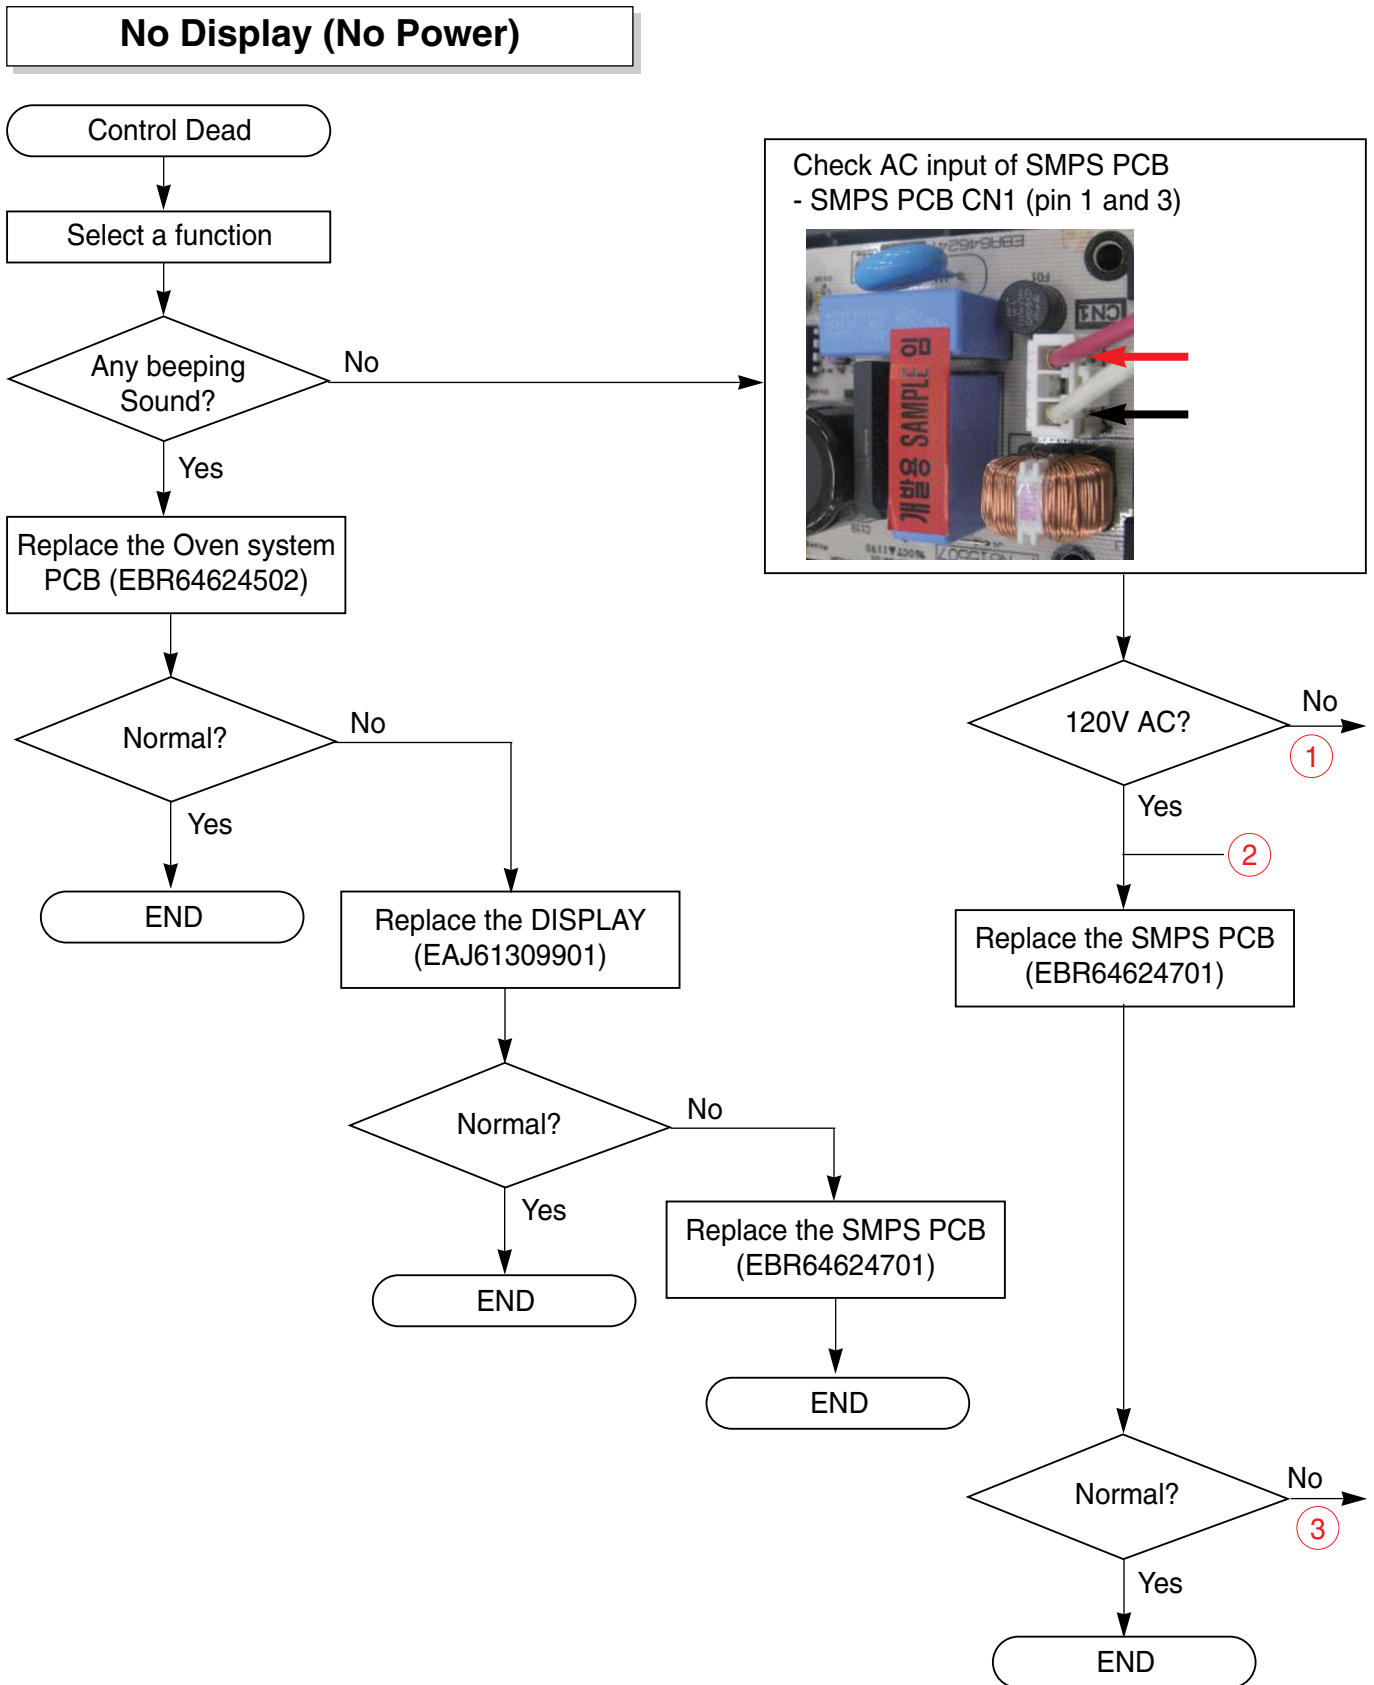 No Display (No Power)
Control Dead
Select a function
Any beeping
Sound?
No
Yes
Replace the Oven system
PCB (EBR64624502)
Normal?
No
Yes
END
Replace the DISPLAY
(EAJ61309901)
Normal?
No
Yes
END
Replace the SMPS PCB
(EBR64624701)
END
Check AC input of SMPS PCB
- SMPS PCB CN1 (pin 1 and 3)
CN1
F01
개발용 SAMPLE 임
120V AC?
No
1
Yes
2
Replace the SMPS PCB
(EBR64624701)
Normal?
No
3
Yes
END